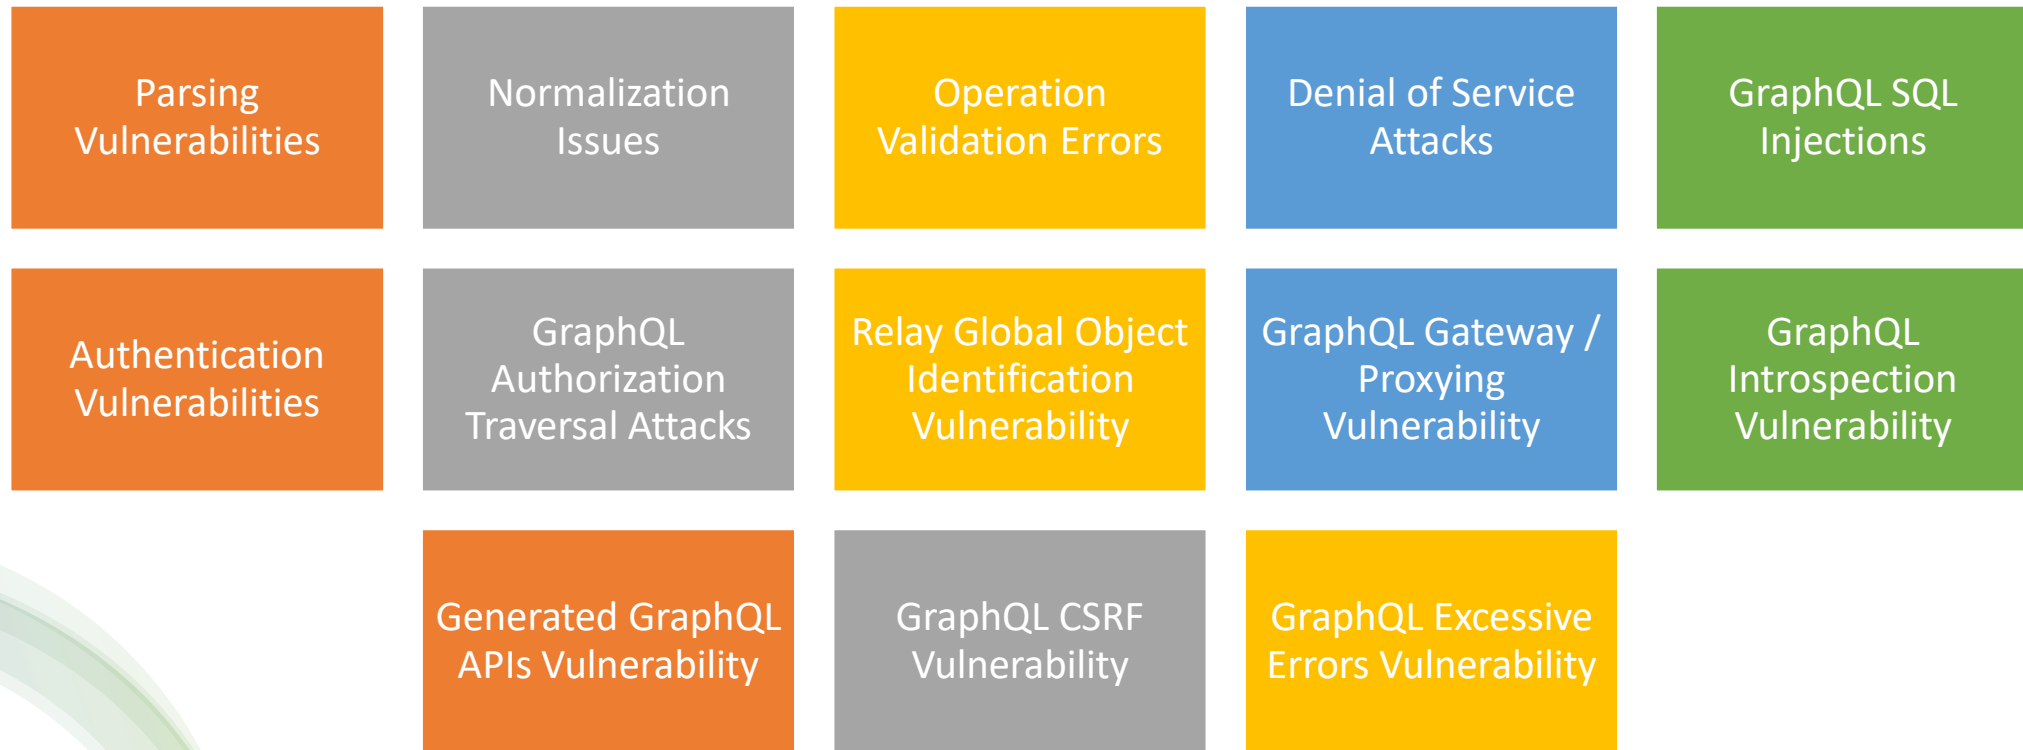 Parsing
Vulnerabilities
Normalization
Issues
Operation
Validation Errors
Denial of Service
Attacks
GraphQL SQL
Injections
Authentication
Vulnerabilities
GraphQL
Authorization
Traversal Attacks
Relay Global Object
Identification
Vulnerability
GraphQL Gateway /
Proxying
Vulnerability
GraphQL
Introspection
Vulnerability
Generated GraphQL
APIs Vulnerability
GraphQL CSRF
Vulnerability
GraphQL Excessive
Errors Vulnerability